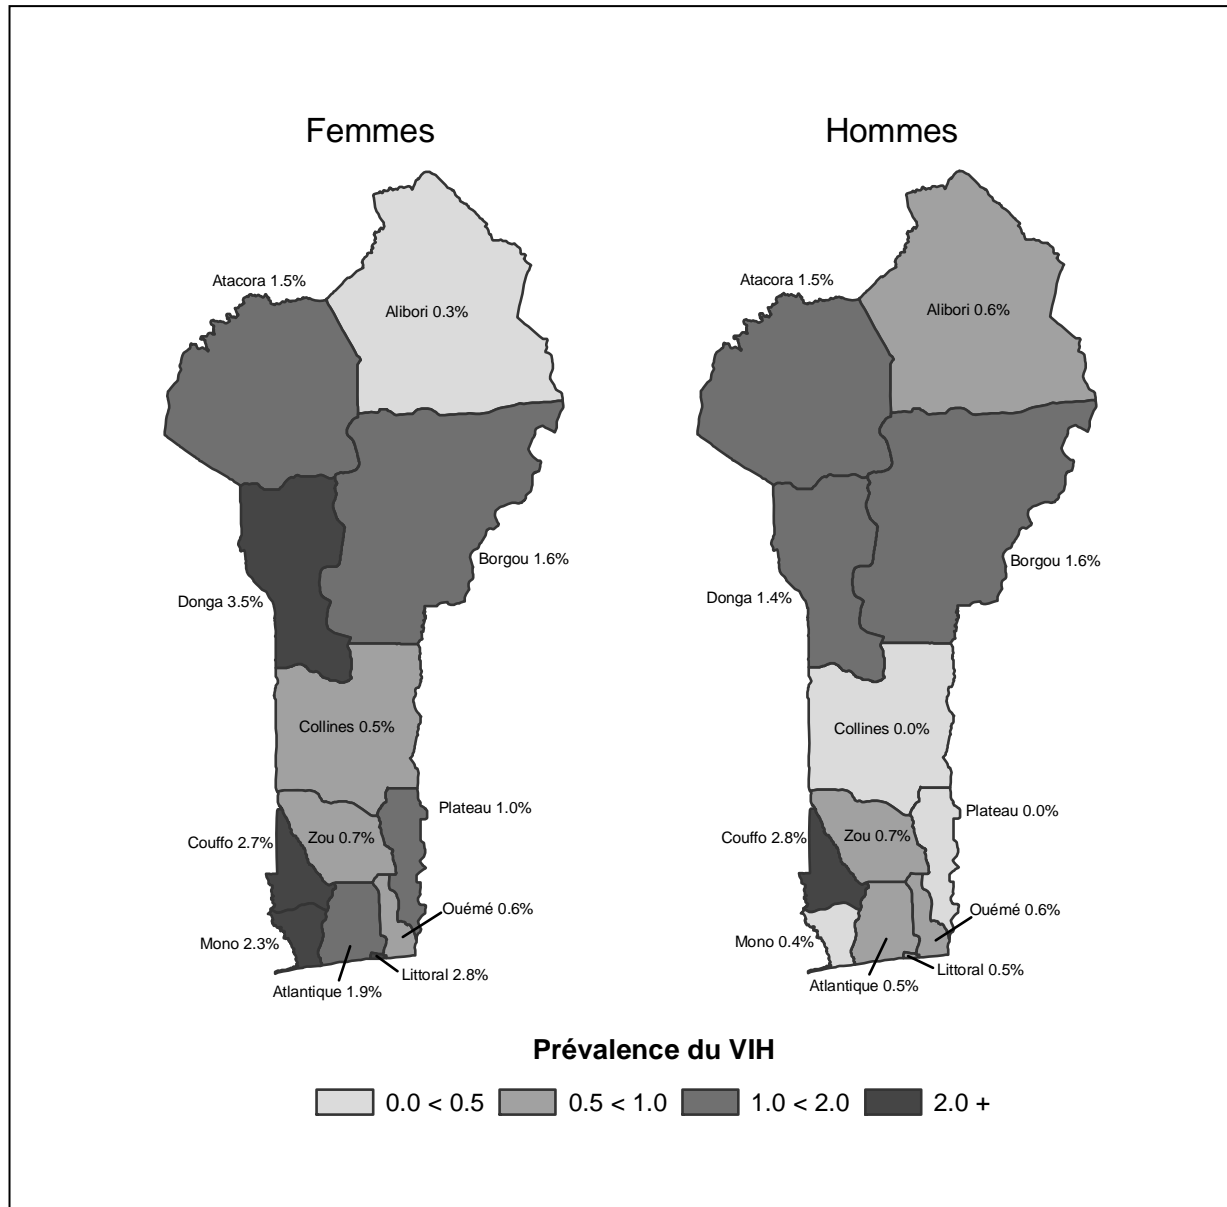 Femmes
Atacora 1.5%
Alibori 0.3%
Borgou 1.6%
Donga 3.5%
Collines 0.5%
Plateau 1.0%
Zou 0.7%
Couffo 2.7%
Ouémé 0.6%
Mono 2.3%
Littoral 2.8%
Atlantique 1.9%
Hommes
Atacora 1.5%
Alibori 0.6%
Borgou 1.6%
Donga 1.4%
Collines 0.0%
Plateau 0.0%
Zou 0.7%
Couffo 2.8%
Ouémé 0.6%
Mono 0.4%
Littoral 0.5%
Atlantique 0.5%
Prévalence du VIH
0.0 < 0.5
0.5 < 1.0
1.0 < 2.0
2.0 +